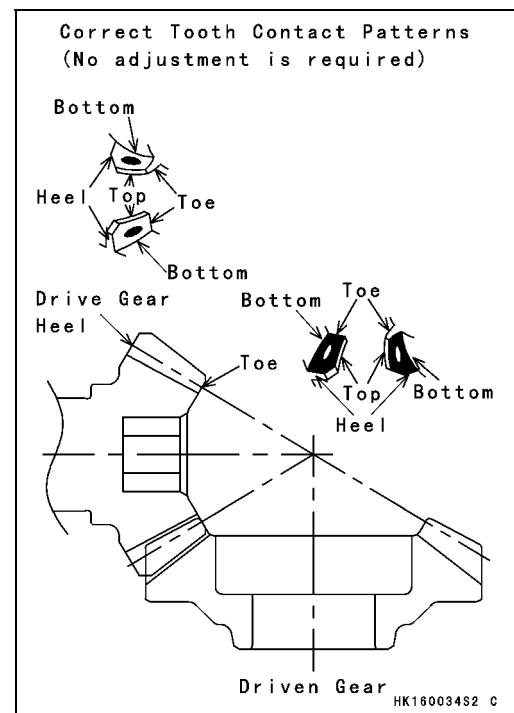 Correct Tooth Contact Patterns
(No adjustment is required)
Bottom
Heel
Top
Toe
Bottom
Drive Gear
Heel
Toe
Bottom
Toe
Top
Bottom
Heel
Driven Gear
HK160034S2 C